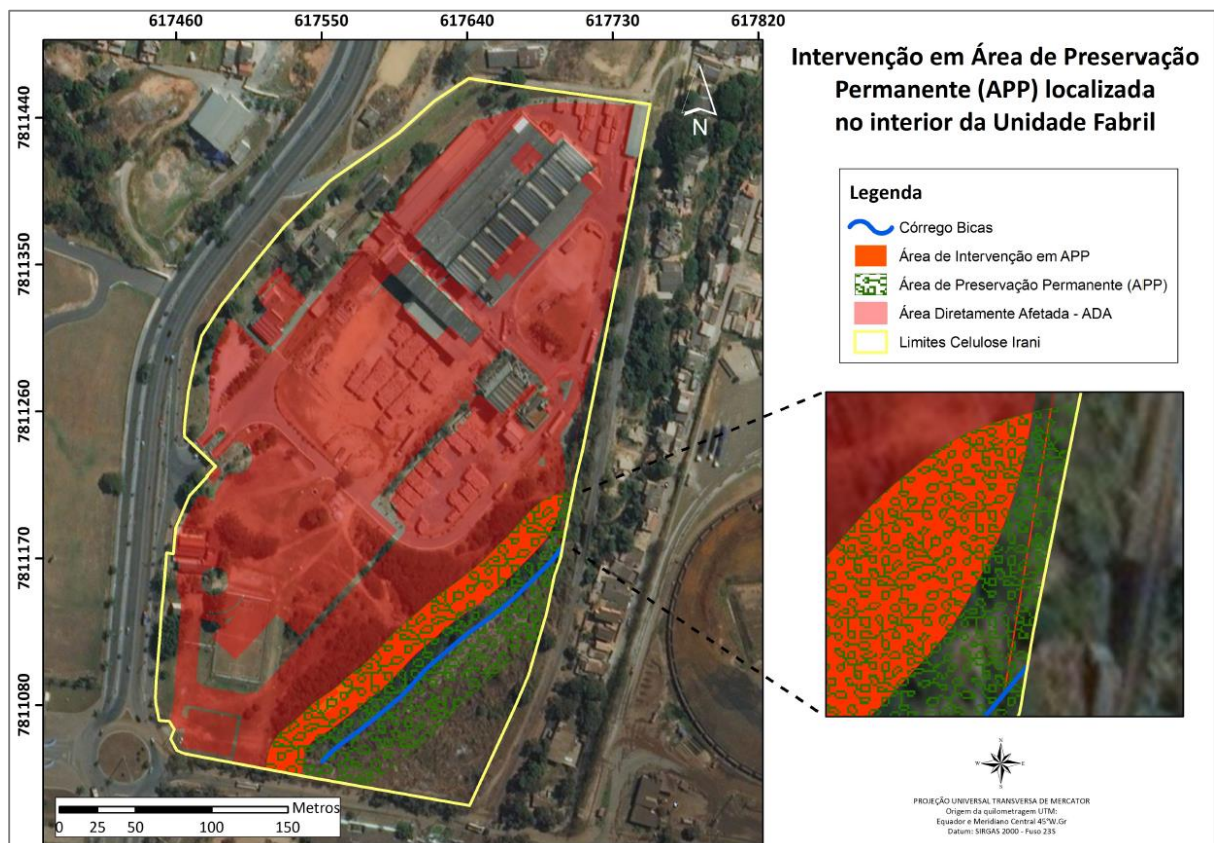 617460 617550 617640 617730 617820
7811440
7811350
7811260
7811170
7811080
N
Metros
0 25 50 100 150
Intervenção em Área de Preservação
Permanente (APP) localizada
no interior da Unidade Fabril
Legenda
Córrego Bicas
Área de Intervenção em APP
Área de Preservação Permanente (APP)
Área Diretamente Afetada - ADA
Limites Celulose Irani
N
W E
S
PROJEÇÃO UNIVERSAL TRANSVERSA DE MERCATOR
Origem da quilometragem UTM:
Equador e Meridiano Central 45°W.Gr
Datum: SIRGAS 2000 - Fuso 23S